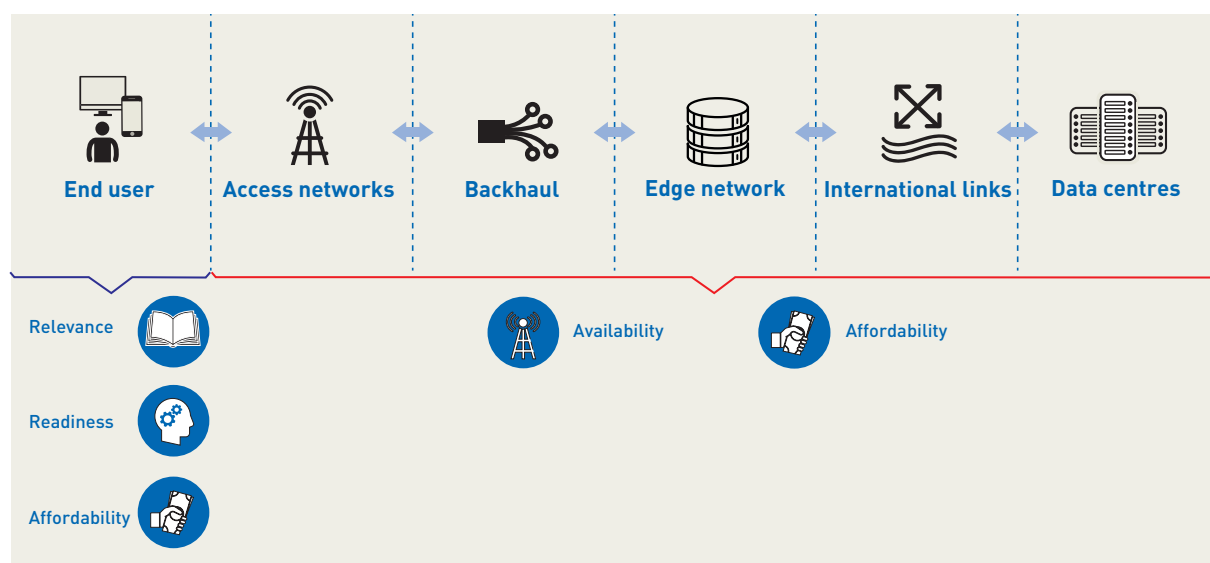 End user
Access networks
Backhaul
Edge network
International links
Data centres
Relevance
Availability
Affordability
Readiness
Affordability